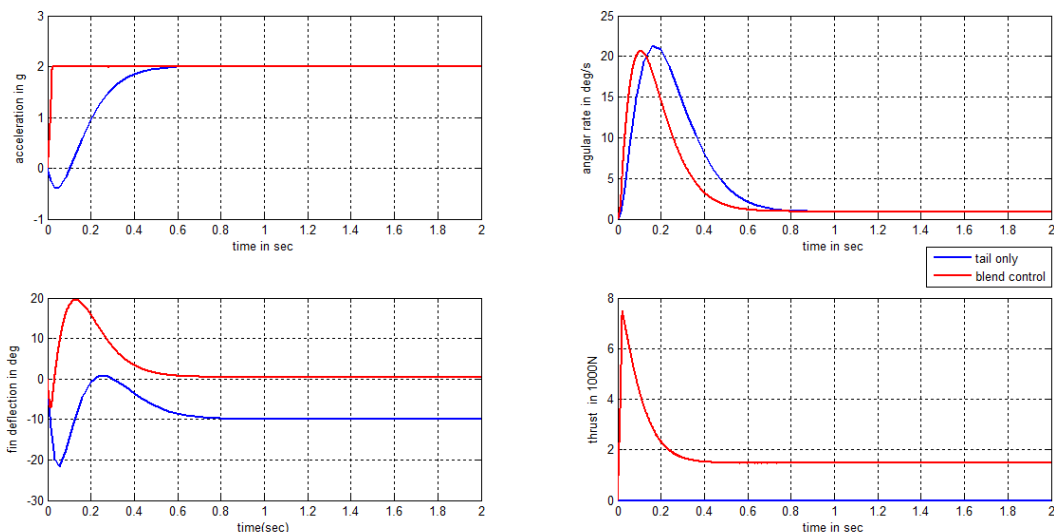 acceleration in g
3
2
1
0
-1
0 0.2 0.4 0.6 0.8 1 1.2 1.4 1.6 1.8 2
time in sec
angular rate in deg/s
25
20
15
10
5
0
0 0.2 0.4 0.6 0.8 1 1.2 1.4 1.6 1.8 2
time in sec
tail only
blend control
fin deflection in deg
20
10
0
-10
-20
-30
0 0.2 0.4 0.6 0.8 1 1.2 1.4 1.6 1.8 2
time(sec)
thrust in 1000N
8
6
4
2
0
0 0.2 0.4 0.6 0.8 1 1.2 1.4 1.6 1.8 2
time in sec